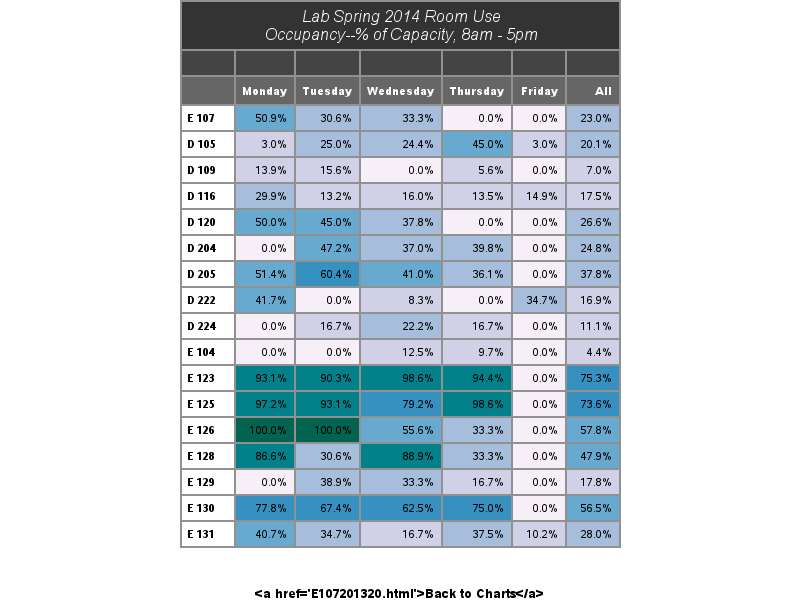 Lab Spring 2014 Room Use
Occupancy--% of Capacity, 8am - 5pm
Monday Tuesday Wednesday Thursday Friday All
E 107 50.9% 30.6% 33.3% 0.0% 0.0% 23.0%
D 105 3.0% 25.0% 24.4% 45.0% 3.0% 20.1%
D 109 13.9% 15.6% 0.0% 5.6% 0.0% 7.0%
D 116 29.9% 13.2% 16.0% 13.5% 14.9% 17.5%
D 120 50.0% 45.0% 37.8% 0.0% 0.0% 26.6%
D 204 0.0% 47.2% 37.0% 39.8% 0.0% 24.8%
D 205 51.4% 60.4% 41.0% 36.1% 0.0% 37.8%
D 222 41.7% 0.0% 8.3% 0.0% 34.7% 16.9%
D 224 0.0% 16.7% 22.2% 16.7% 0.0% 11.1%
E 104 0.0% 0.0% 12.5% 9.7% 0.0% 4.4%
E 123 93.1% 90.3% 98.6% 94.4% 0.0% 75.3%
E 125 97.2% 93.1% 79.2% 98.6% 0.0% 73.6%
E 126 100.0% 100.0% 55.6% 33.3% 0.0% 57.8%
E 128 86.6% 30.6% 88.9% 33.3% 0.0% 47.9%
E 129 0.0% 38.9% 33.3% 16.7% 0.0% 17.8%
E 130 77.8% 67.4% 62.5% 75.0% 0.0% 56.5%
E 131 40.7% 34.7% 16.7% 37.5% 10.2% 28.0%
<a href='E107201320.html'>Back to Charts</a>